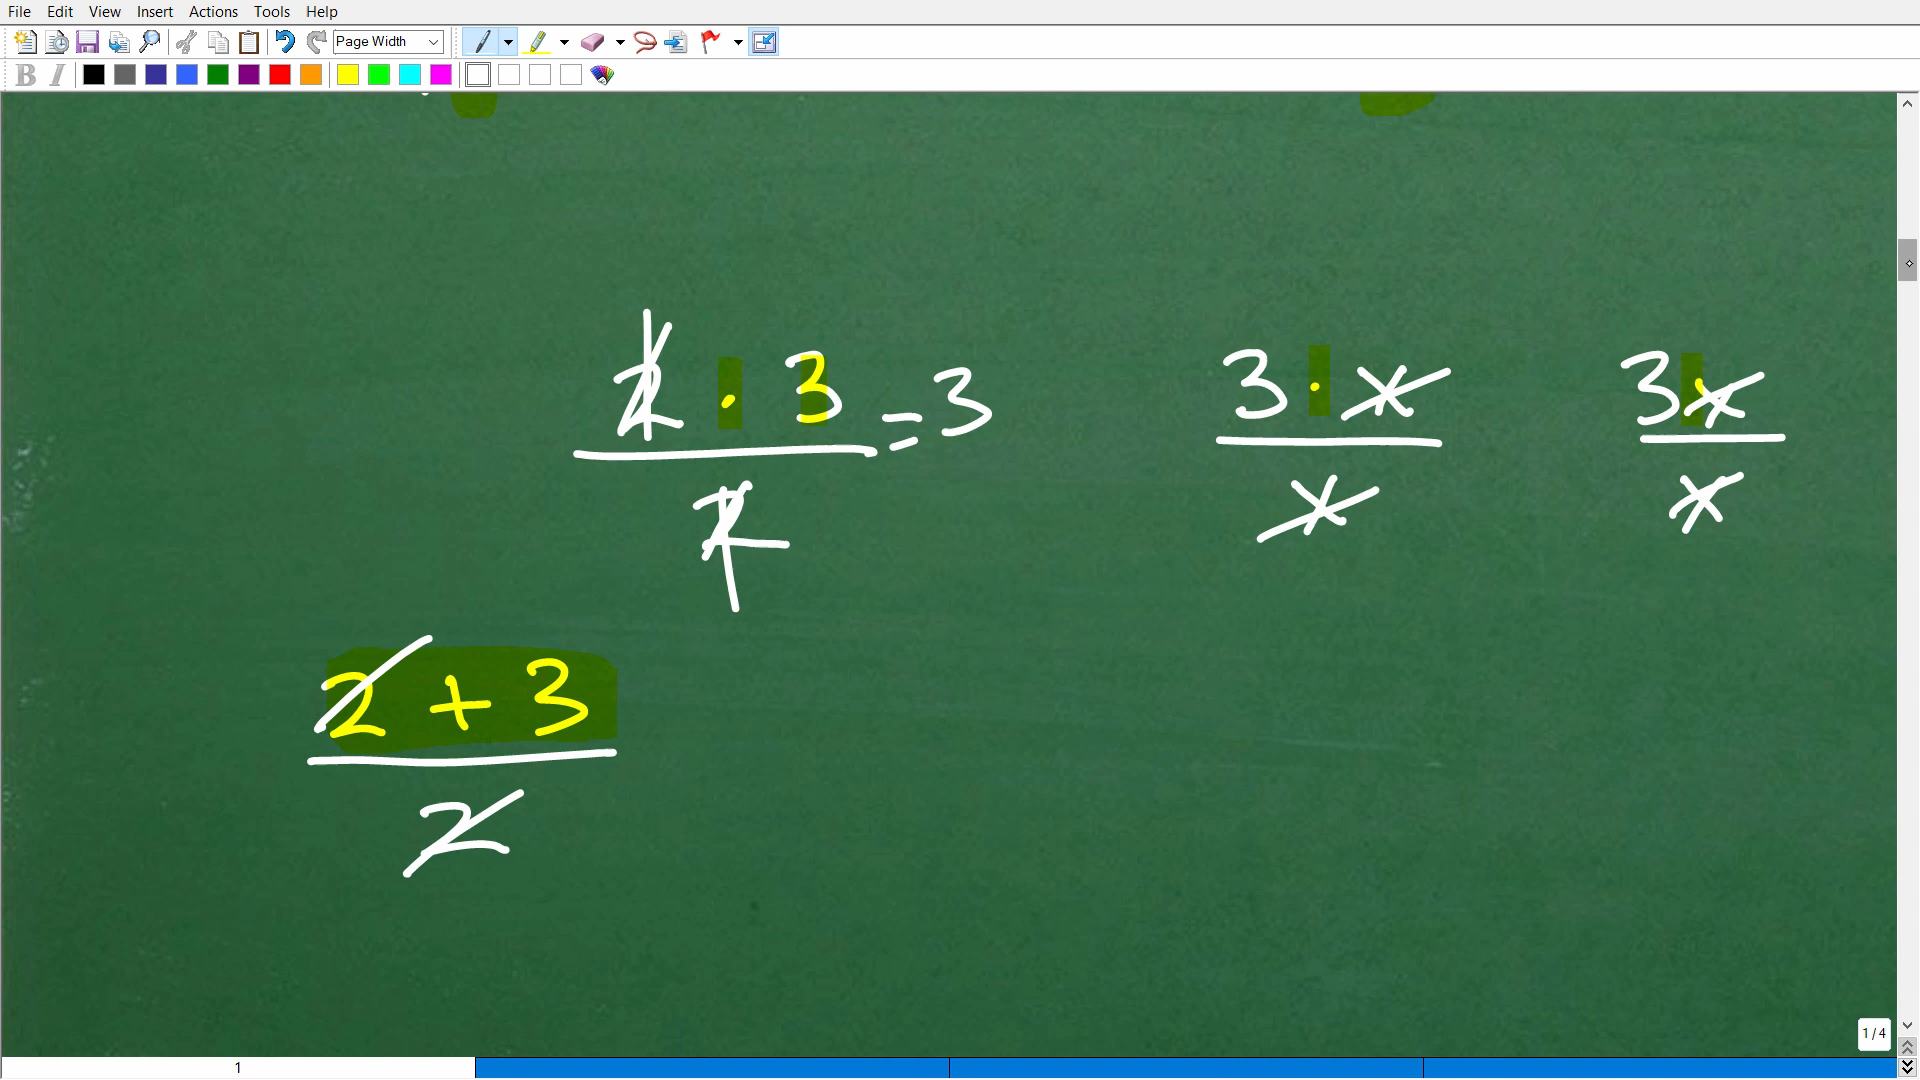 File Edit View Insert Actions Tools Help
Page Width
B I
2 · 3 = 3
2
3 · x
x
3x
x
2 + 3
2
1 / 4
1